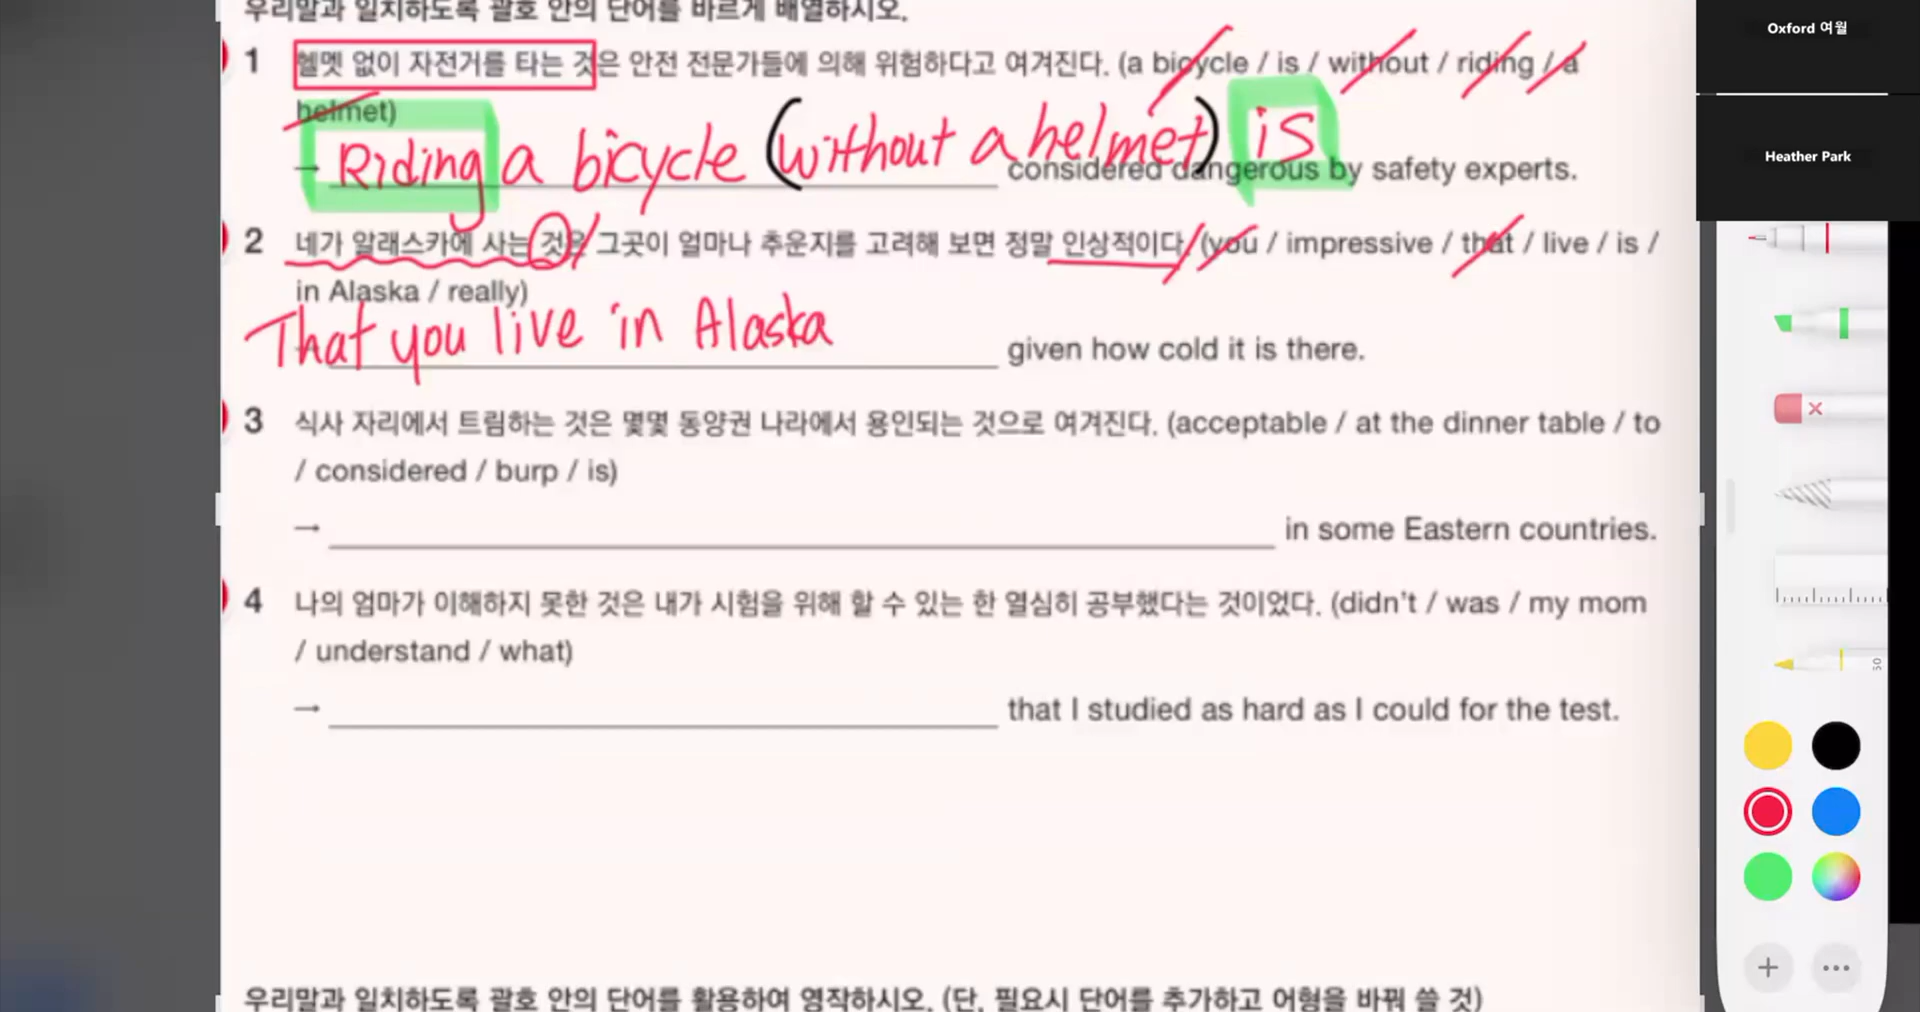 우리말과 일치하도록 괄호 안의 단어를 바르게 배열하시오.
1 헬멧 없이 자전거를 타는 것은 안전 전문가들에 의해 위험하다고 여겨진다. (a bicycle / is / without / riding / a
helmet)
→ Riding a bicycle (without a helmet) is
considered dangerous by safety experts.
2 네가 알래스카에 사는 것은 그곳이 얼마나 추운지를 고려해 보면 정말 인상적이다. (you / impressive / that / live / is /
in Alaska / really)
That you live in Alaska
given how cold it is there.
3 식사 자리에서 트림하는 것은 몇몇 동양권 나라에서 용인되는 것으로 여겨진다. (acceptable / at the dinner table / to
/ considered / burp / is)
→ in some Eastern countries.
4 나의 엄마가 이해하지 못한 것은 내가 시험을 위해 할 수 있는 한 열심히 공부했다는 것이었다. (didn't / was / my mom
/ understand / what)
→ that I studied as hard as I could for the test.
우리말과 일치하도록 괄호 안의 단어를 활용하여 영작하시오. (단, 필요시 단어를 추가하고 어형을 바꿔 쓸 것)
Oxford 여월
Heather Park
50